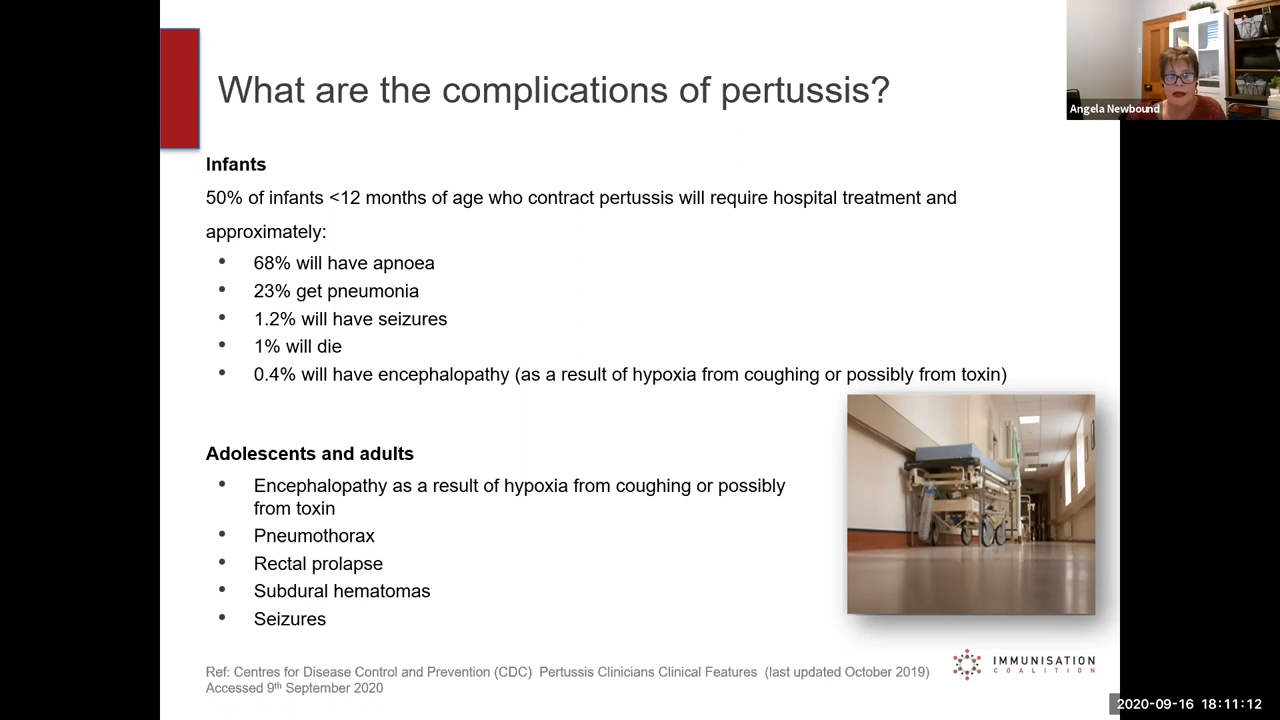 What are the complications of pertussis?
Angela Newbound
Infants
50% of infants <12 months of age who contract pertussis will require hospital treatment and
approximately:
• 68% will have apnoea
• 23% get pneumonia
• 1.2% will have seizures
• 1% will die
• 0.4% will have encephalopathy (as a result of hypoxia from coughing or possibly from toxin)
Adolescents and adults
• Encephalopathy as a result of hypoxia from coughing or possibly
from toxin
• Pneumothorax
• Rectal prolapse
• Subdural hematomas
• Seizures
Ref: Centres for Disease Control and Prevention (CDC) Pertussis Clinicians Clinical Features (last updated October 2019)
Accessed 9th September 2020
IMMUNISATION
COALITION
2020-09-16 18:11:12